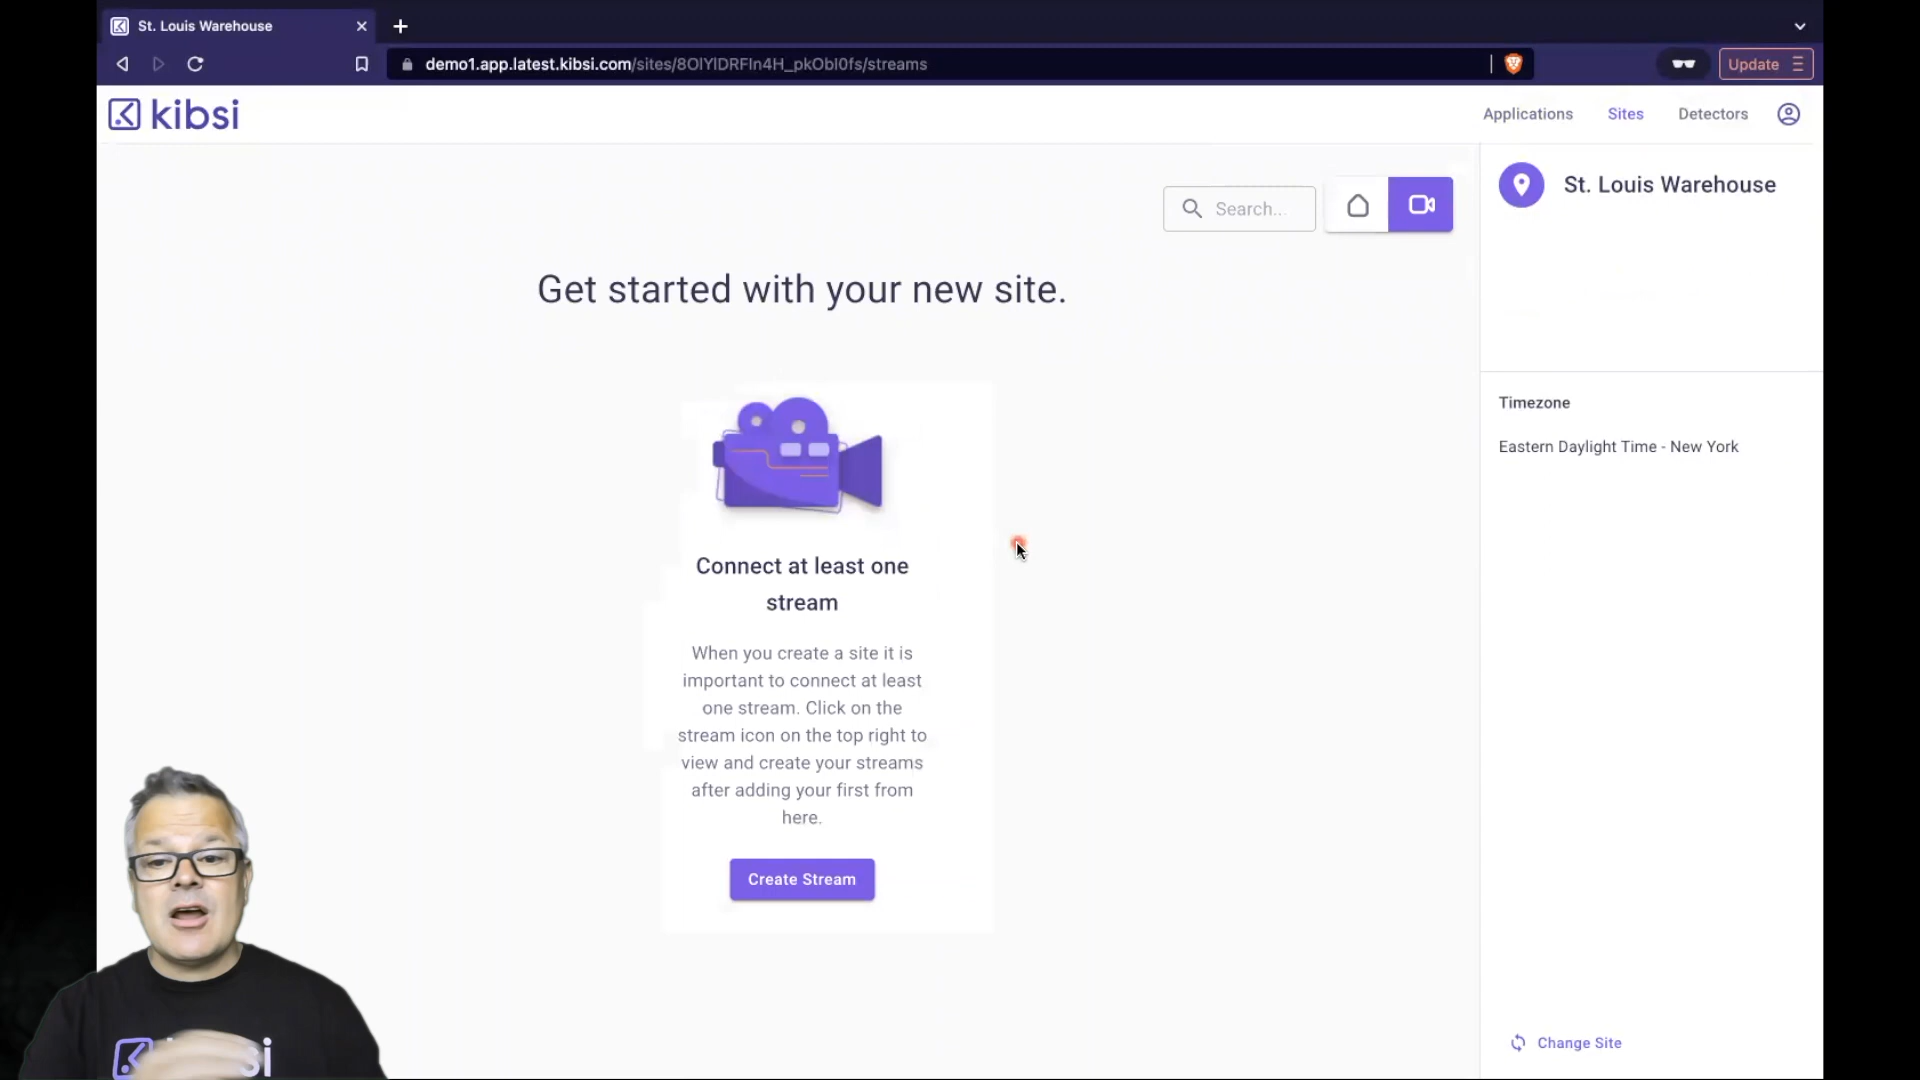 St. Louis Warehouse
demo1.app.latest.kibsi.com/sites/8OlYlDRFln4H_pkObl0fs/streams
Update
kibsi
Applications
Sites
Detectors
Search...
St. Louis Warehouse
Get started with your new site.
Timezone
Eastern Daylight Time - New York
Connect at least one
stream
When you create a site it is
important to connect at least
one stream. Click on the
stream icon on the top right to
view and create your streams
after adding your first from
here.
Create Stream
Change Site